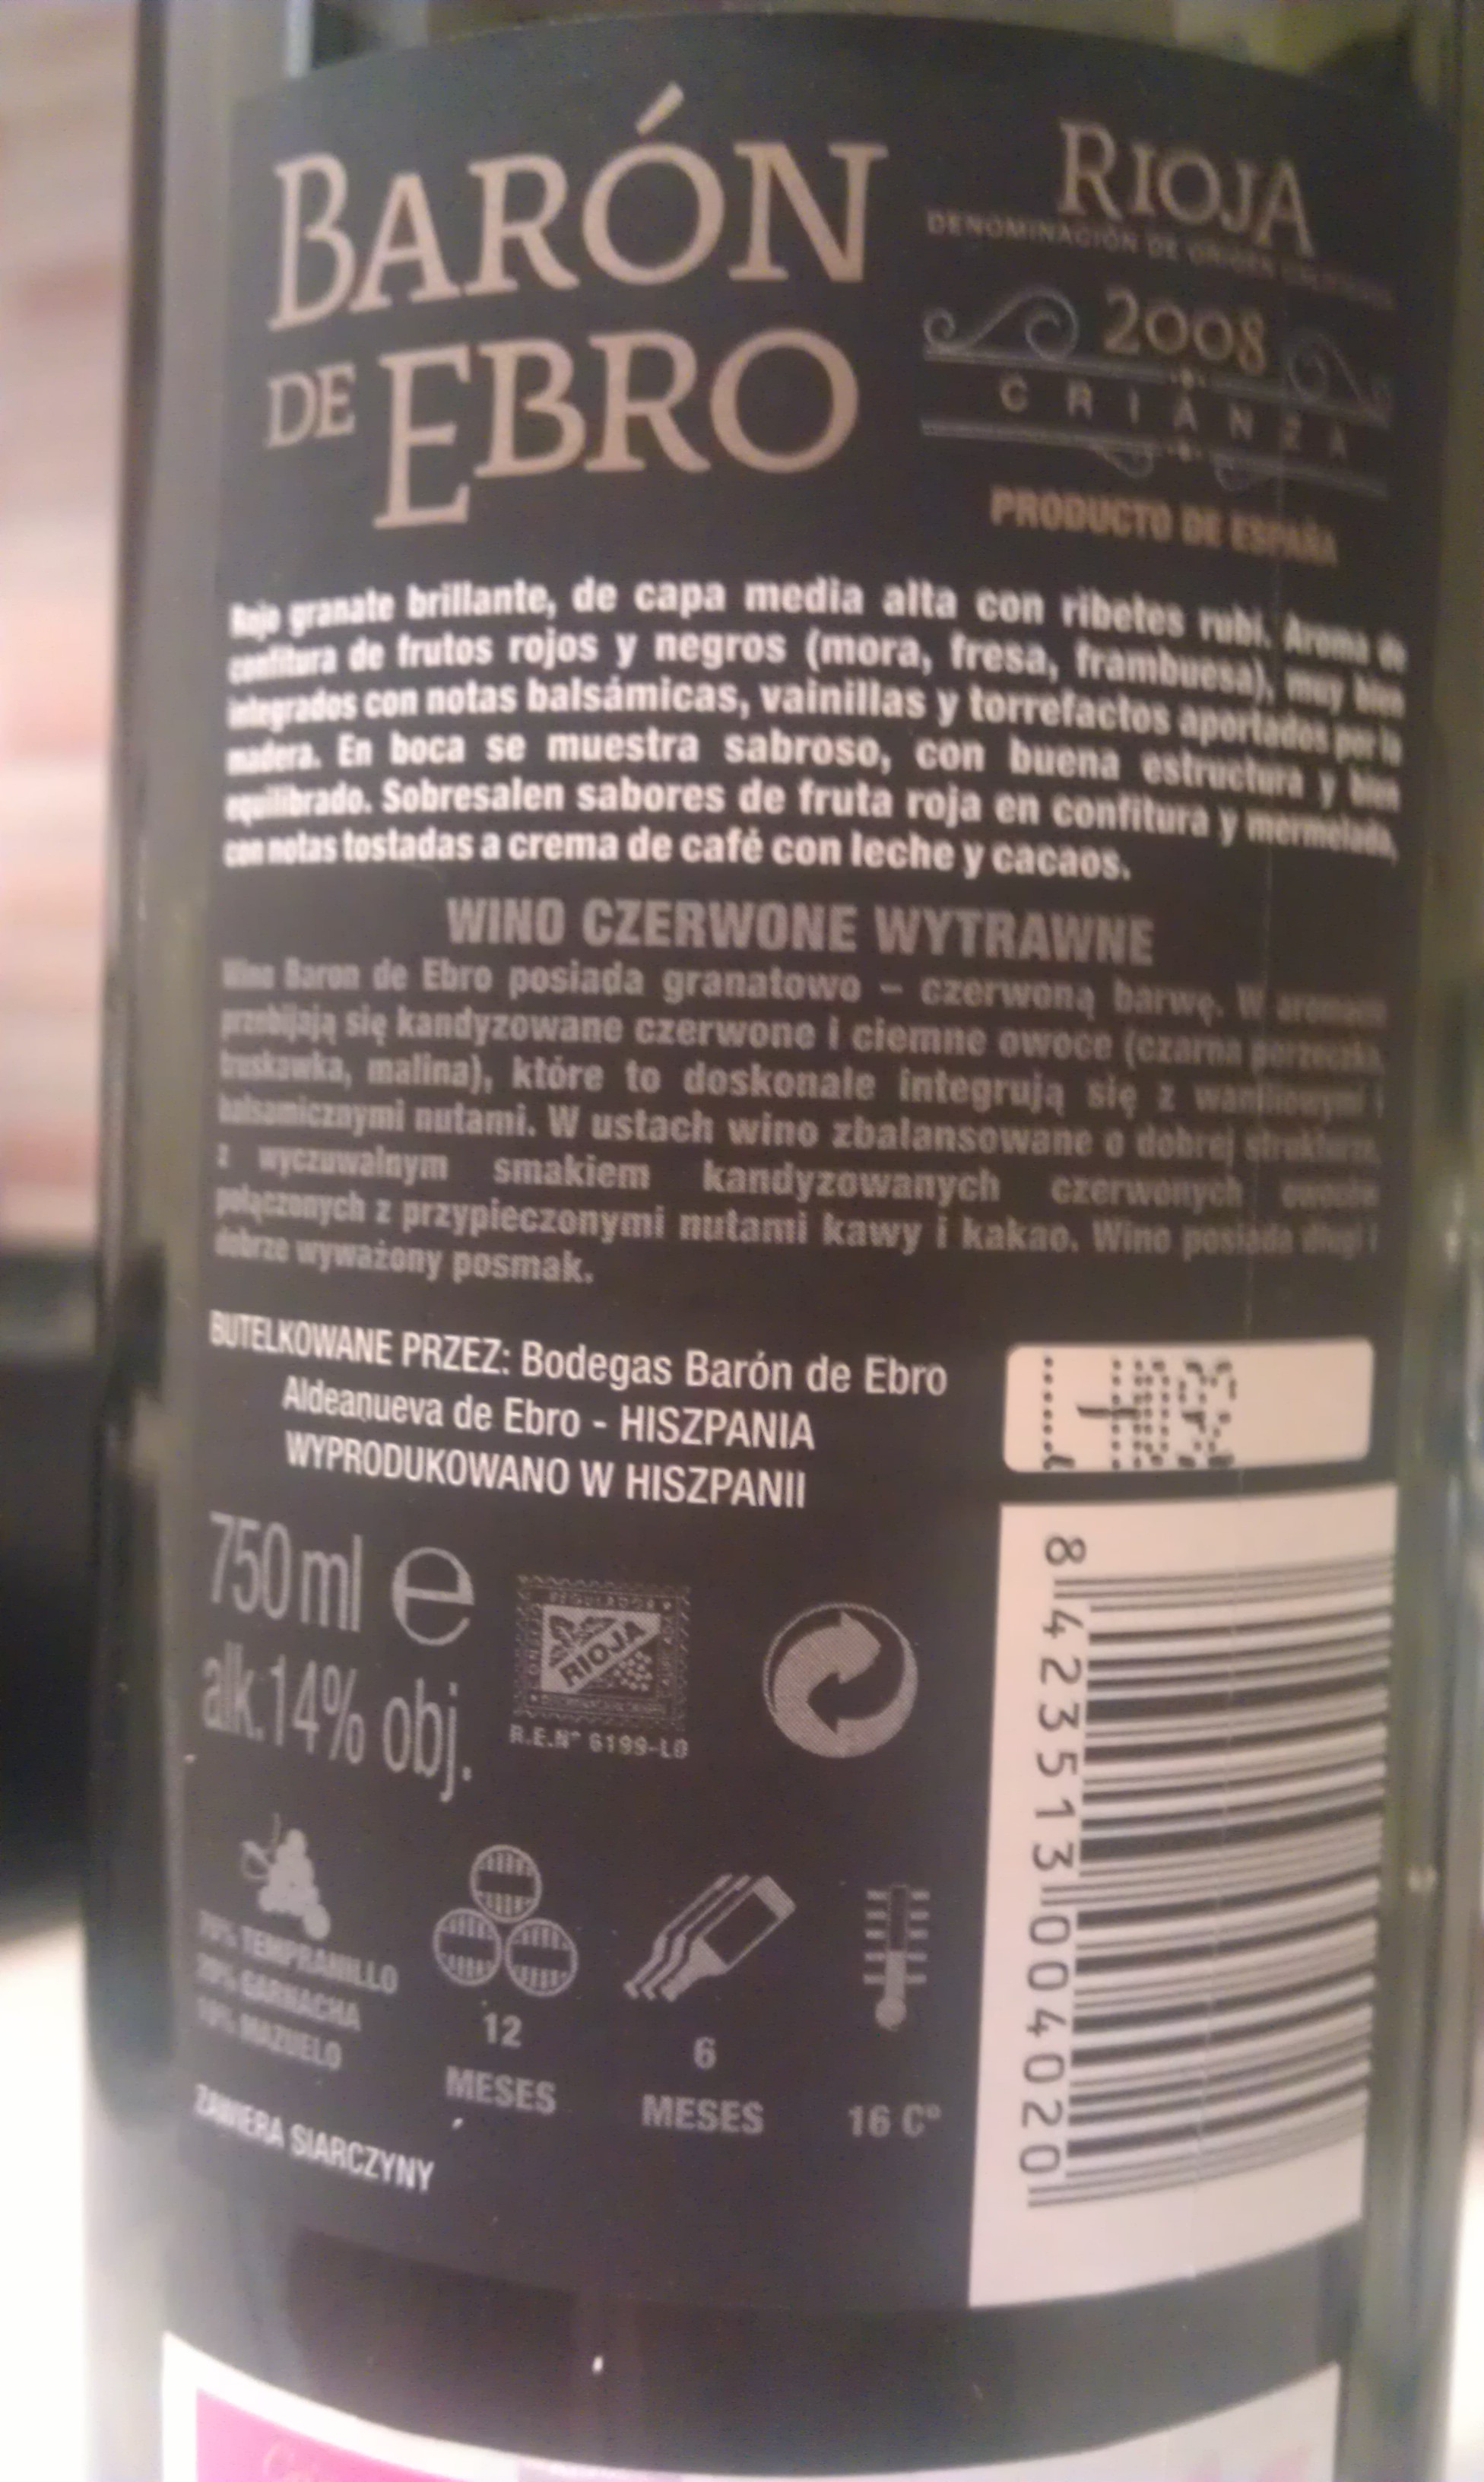 BARÓN
DE EBRO
RIOJA
DENOMINACIÓN DE ORIGEN CALIFICADA
2008
CRIANZA
PRODUCTO DE ESPAÑA
Rojo granate brillante, de capa media alta con ribetes rubí. Aroma de
confitura de frutos rojos y negros (mora, fresa, frambuesa), muy bien
integrados con notas balsámicas, vainillas y torrefactos aportados por la
madera. En boca se muestra sabroso, con buena estructura y bien
equilibrado. Sobresalen sabores de fruta roja en confitura y mermelada,
con notas tostadas a crema de café con leche y cacaos.
WINO CZERWONE WYTRAWNE
Wino Baron de Ebro posiada granatowo – czerwoną barwę. W aromacie
przebijają się kandyzowane czerwone i ciemne owoce (czarna porzeczka,
truskawka, malina), które to doskonale integrują się z waniliowymi i
balsamicznymi nutami. W ustach wino zbalansowane o dobrej strukturze,
z wyczuwalnym smakiem kandyzowanych czerwonych owoców
połączonych z przypieczonymi nutami kawy i kakao. Wino posiada długi i
dobrze wyważony posmak.
BUTELKOWANE PRZEZ: Bodegas Barón de Ebro
Aldeanueva de Ebro - HISZPANIA
WYPRODUKOWANO W HISZPANII
750 ml e
alk.14% obj.
REGULADOR
RIOJA
R.E.Nº 6199-LO
70% TEMPRANILLO
20% GARNACHA
10% MAZUELO
12
MESES
6
MESES
16 Cº
ZAWIERA SIARCZYNY
8 423513 004020